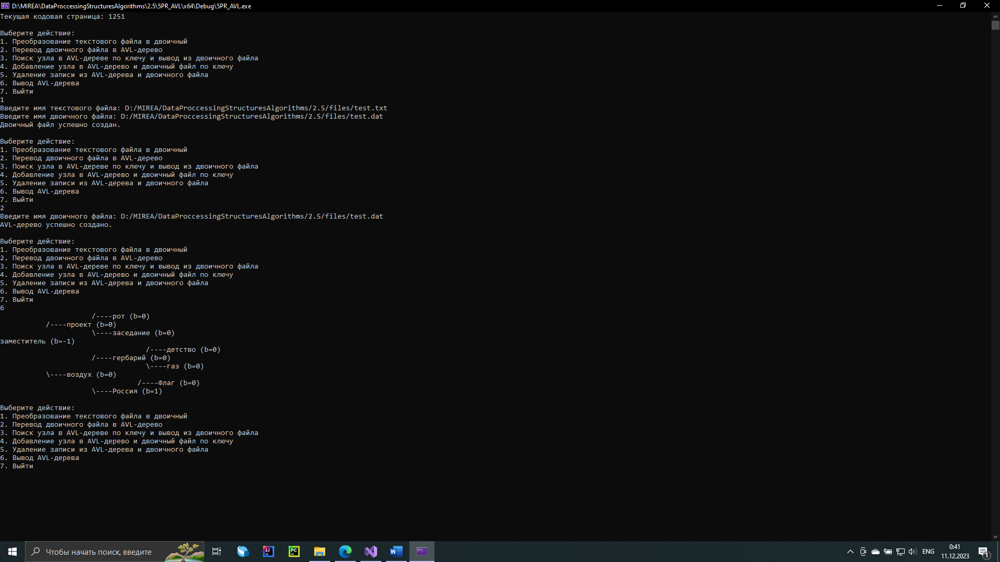 D:\MIREA\DataProccessingStructuresAlgorithms\2.5\5PR_AVL\x64\Debug\5PR_AVL.exe
Текущая кодовая страница: 1251

Выберите действие:
1. Преобразование текстового файла в двоичный
2. Перевод двоичного файла в AVL-дерево
3. Поиск узла в AVL-дереве по ключу и вывод из двоичного файла
4. Добавление узла в AVL-дерево и двоичный файл по ключу
5. Удаление записи из AVL-дерева и двоичного файла
6. Вывод AVL-дерева
7. Выйти
1
Введите имя текстового файла: D:/MIREA/DataProccessingStructuresAlgorithms/2.5/files/test.txt
Введите имя двоичного файла: D:/MIREA/DataProccessingStructuresAlgorithms/2.5/files/test.dat
Двоичный файл успешно создан.

Выберите действие:
1. Преобразование текстового файла в двоичный
2. Перевод двоичного файла в AVL-дерево
3. Поиск узла в AVL-дереве по ключу и вывод из двоичного файла
4. Добавление узла в AVL-дерево и двоичный файл по ключу
5. Удаление записи из AVL-дерева и двоичного файла
6. Вывод AVL-дерева
7. Выйти
2
Введите имя двоичного файла: D:/MIREA/DataProccessingStructuresAlgorithms/2.5/files/test.dat
AVL-дерево успешно создано.

Выберите действие:
1. Преобразование текстового файла в двоичный
2. Перевод двоичного файла в AVL-дерево
3. Поиск узла в AVL-дереве по ключу и вывод из двоичного файла
4. Добавление узла в AVL-дерево и двоичный файл по ключу
5. Удаление записи из AVL-дерева и двоичного файла
6. Вывод AVL-дерева
7. Выйти
6
                      /----рот (b=0)
           /----проект (b=0)
                      \----заседание (b=0)
заместитель (b=-1)
                                   /----детство (b=0)
                      /----гербарий (b=0)
                                   \----газ (b=0)
           \----воздух (b=0)
                                 /----Флаг (b=0)
                      \----Россия (b=1)

Выберите действие:
1. Преобразование текстового файла в двоичный
2. Перевод двоичного файла в AVL-дерево
3. Поиск узла в AVL-дереве по ключу и вывод из двоичного файла
4. Добавление узла в AVL-дерево и двоичный файл по ключу
5. Удаление записи из AVL-дерева и двоичного файла
6. Вывод AVL-дерева
7. Выйти
Чтобы начать поиск, введите
ENG
0:41
11.12.2023
1